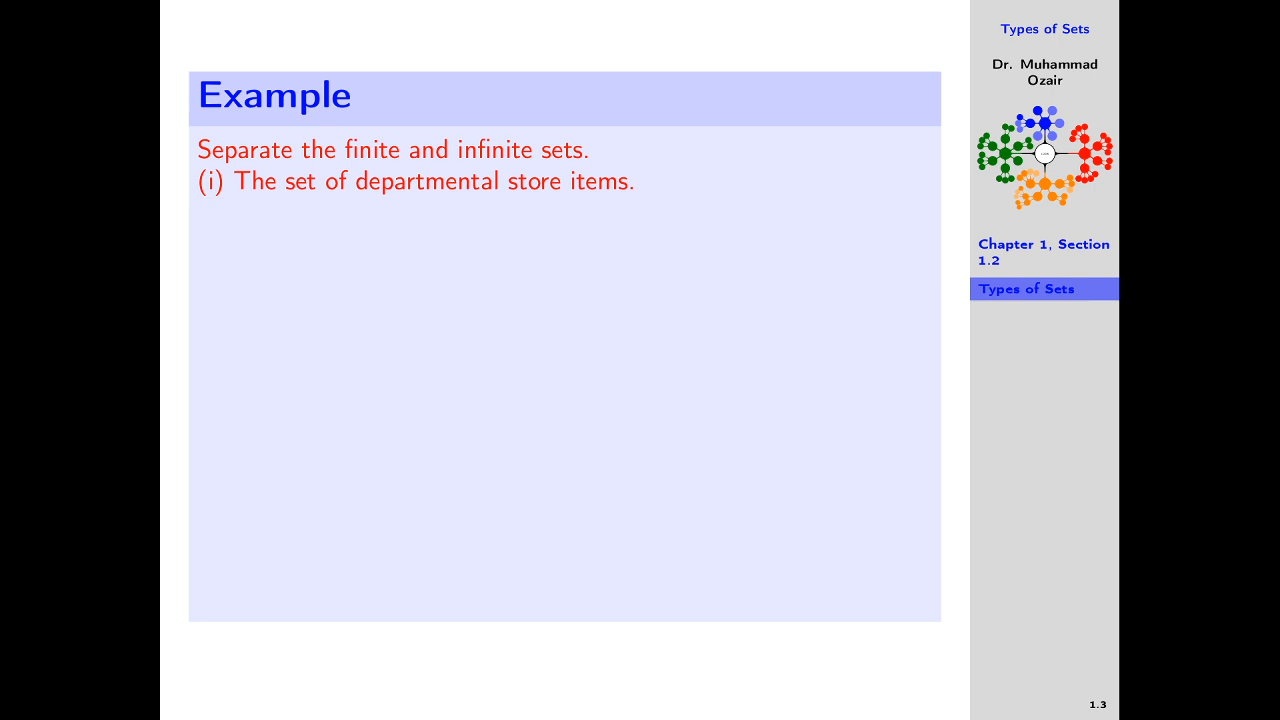 Example
Separate the finite and infinite sets.
(i) The set of departmental store items.
Types of Sets
Dr. Muhammad
Ozair
Chapter 1, Section
1.2
Types of Sets
1.3